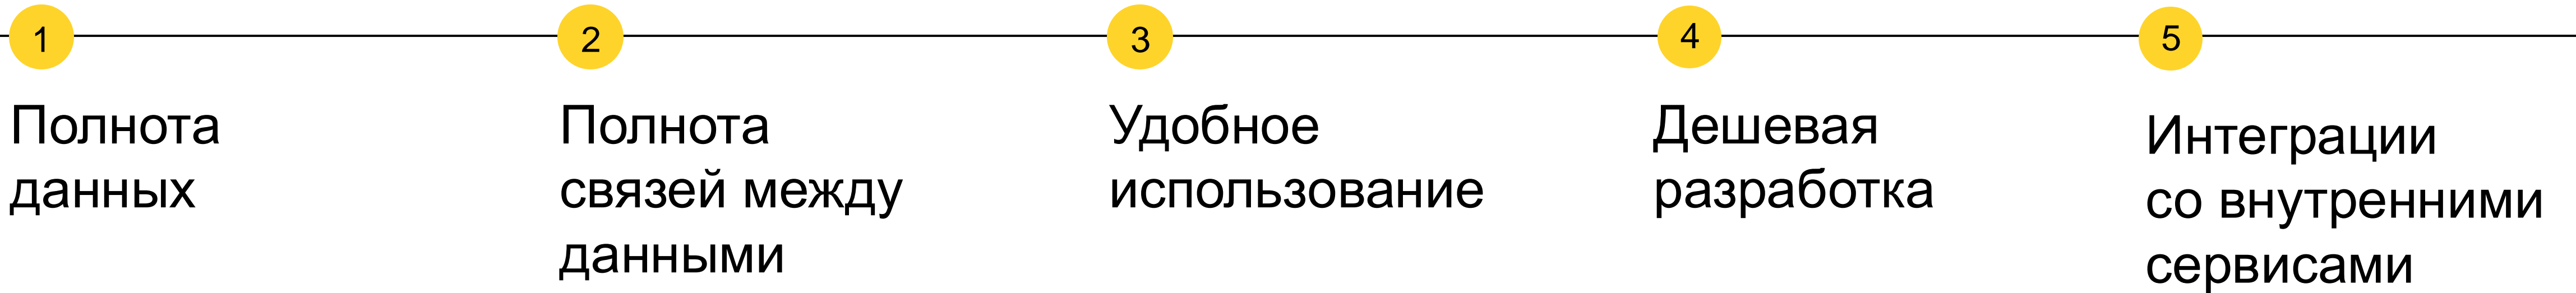 1
Полнота
данных
2
Полнота
связей между
данными
3
Удобное
использование
4
Дешевая
разработка
5
Интеграции
со внутренними
сервисами